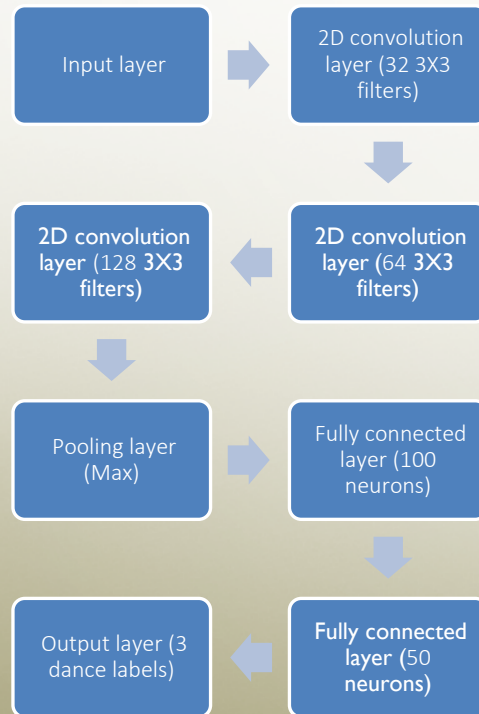 Input layer
2D convolution
layer (32 3X3
filters)
2D convolution
layer (64 3X3
filters)
2D convolution
layer (128 3X3
filters)
Pooling layer
(Max)
Fully connected
layer (100
neurons)
Fully connected
layer (50
neurons)
Output layer (3
dance labels)